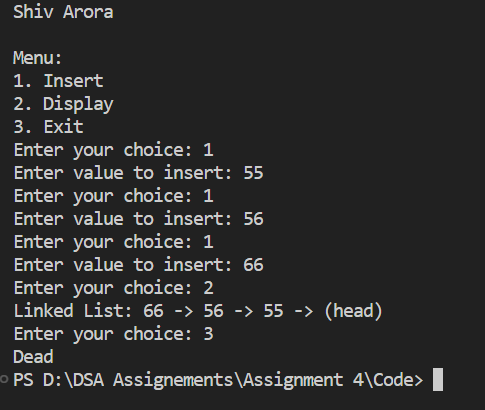 Shiv Arora
Menu:
1. Insert
2. Display
3. Exit
Enter your choice: 1
Enter value to insert: 55
Enter your choice: 1
Enter value to insert: 56
Enter your choice: 1
Enter value to insert: 66
Enter your choice: 2
Linked List: 66 -> 56 -> 55 -> (head)
Enter your choice: 3
Dead
PS D:\DSA Assignements\Assignment 4\Code>